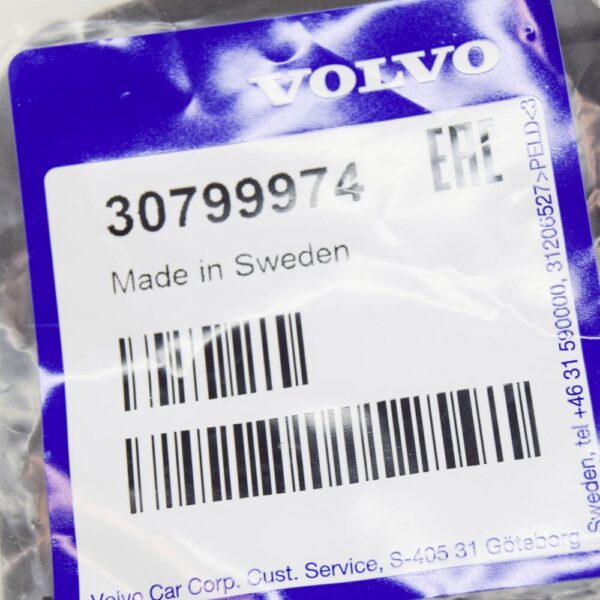 VOLVO
30799974
EAC
Made in Sweden
Volvo Car Corp. Cust. Service, S-405 31 Göteborg
Sweden, tel +46 31 590000, 31206527>PELD<3